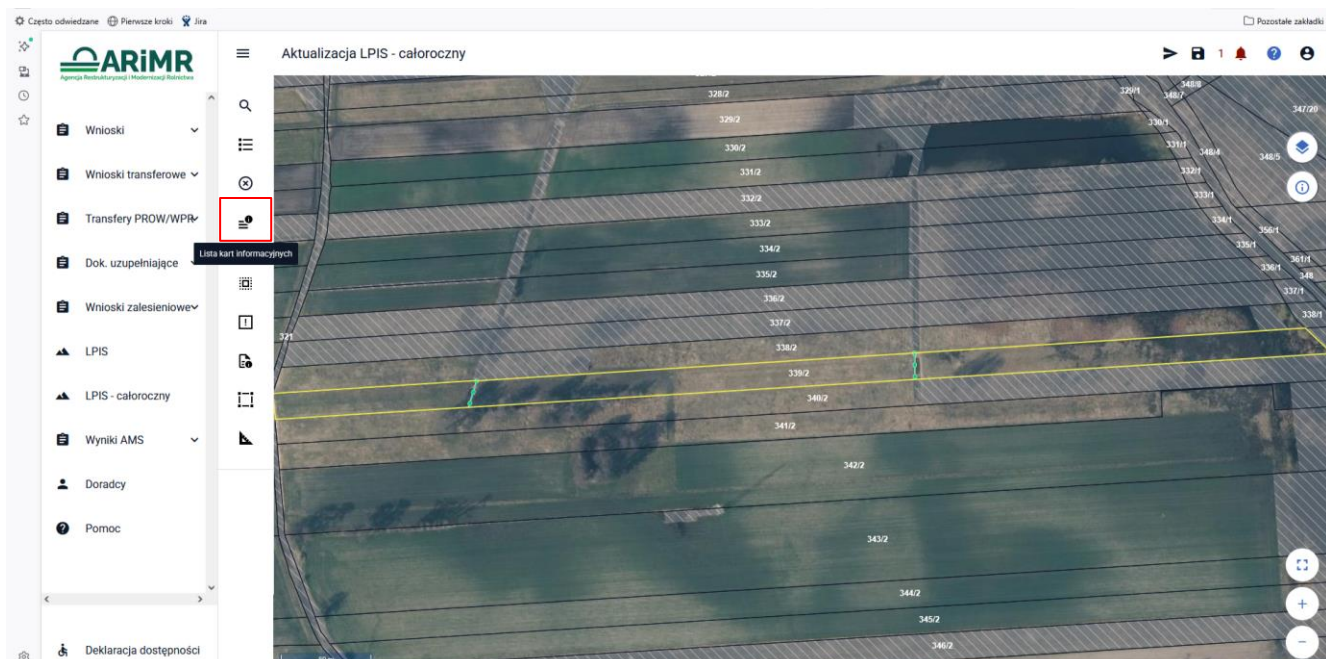 Często odwiedzane Pierwsze kroki Jira Pozostałe zakładki
ARiMR
Agencja Restrukturyzacji i Modernizacji Rolnictwa
Aktualizacja LPIS - całoroczny
1
Wnioski
Wnioski transferowe
Transfery PROW/WPR
Lista kart informacyjnych
Dok. uzupełniające
Wnioski zalesieniowe
LPIS
LPIS - całoroczny
Wyniki AMS
Doradcy
Pomoc
Deklaracja dostępności
328/2
329/2
330/2
331/2
332/2
333/2
334/2
335/2
336/2
337/2
338/2
339/2
340/2
341/2
342/2
343/2
344/2
345/2
346/2
321
329/1
348/8
348/7
347/20
330/1
331/1
348/4
348/5
332/1
333/1
334/1
356/1
335/1
361/1
336/1
348
337/1
338/1